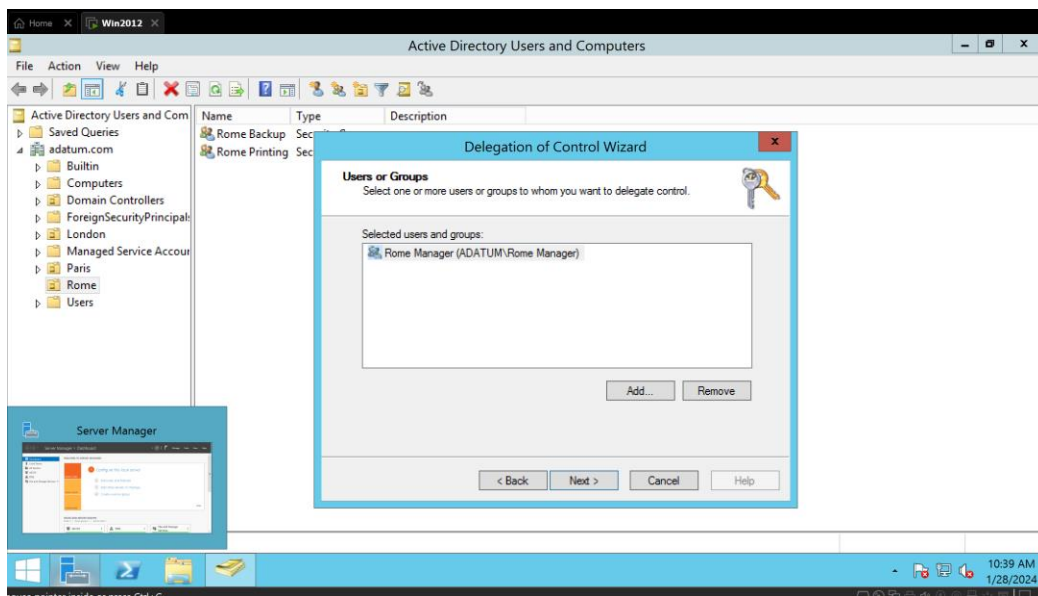 Home
Win2012
Active Directory Users and Computers
File Action View Help
Active Directory Users and Com
Saved Queries
adatum.com
Builtin
Computers
Domain Controllers
ForeignSecurityPrincipals
London
Managed Service Accour
Paris
Rome
Users
Name Type Description
Rome Backup
Rome Printing Sec
Delegation of Control Wizard
x
Users or Groups
Select one or more users or groups to whom you want to delegate control.
Selected users and groups:
Rome Manager (ADATUM\Rome Manager)
Add... Remove
< Back Next > Cancel Help
Server Manager
10:39 AM
1/28/2024